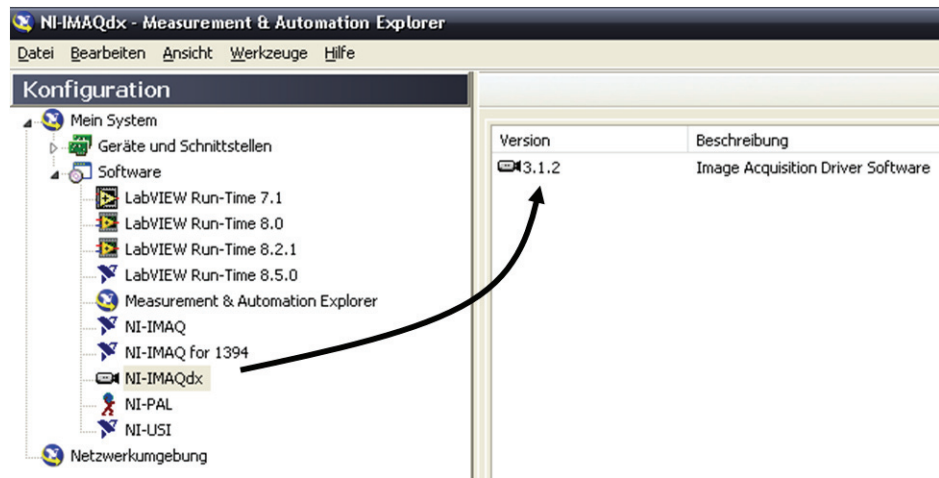 NI-IMAQdx - Measurement & Automation Explorer
Datei Bearbeiten Ansicht Werkzeuge Hilfe
Konfiguration
Mein System
Geräte und Schnittstellen
Software
LabVIEW Run-Time 7.1
LabVIEW Run-Time 8.0
LabVIEW Run-Time 8.2.1
LabVIEW Run-Time 8.5.0
Measurement & Automation Explorer
NI-IMAQ
NI-IMAQ for 1394
NI-IMAQdx
NI-PAL
NI-USI
Netzwerkumgebung
Version Beschreibung
3.1.2 Image Acquisition Driver Software